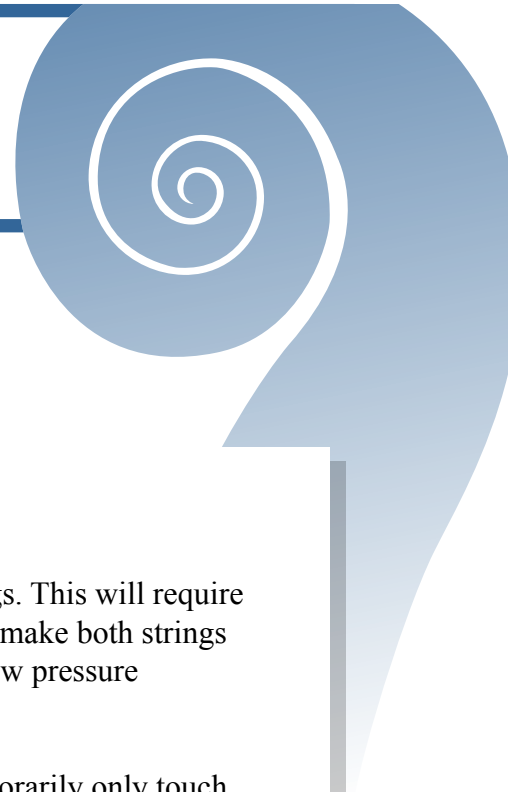 s. This will require
make both strings
w pressure
orarily only touch